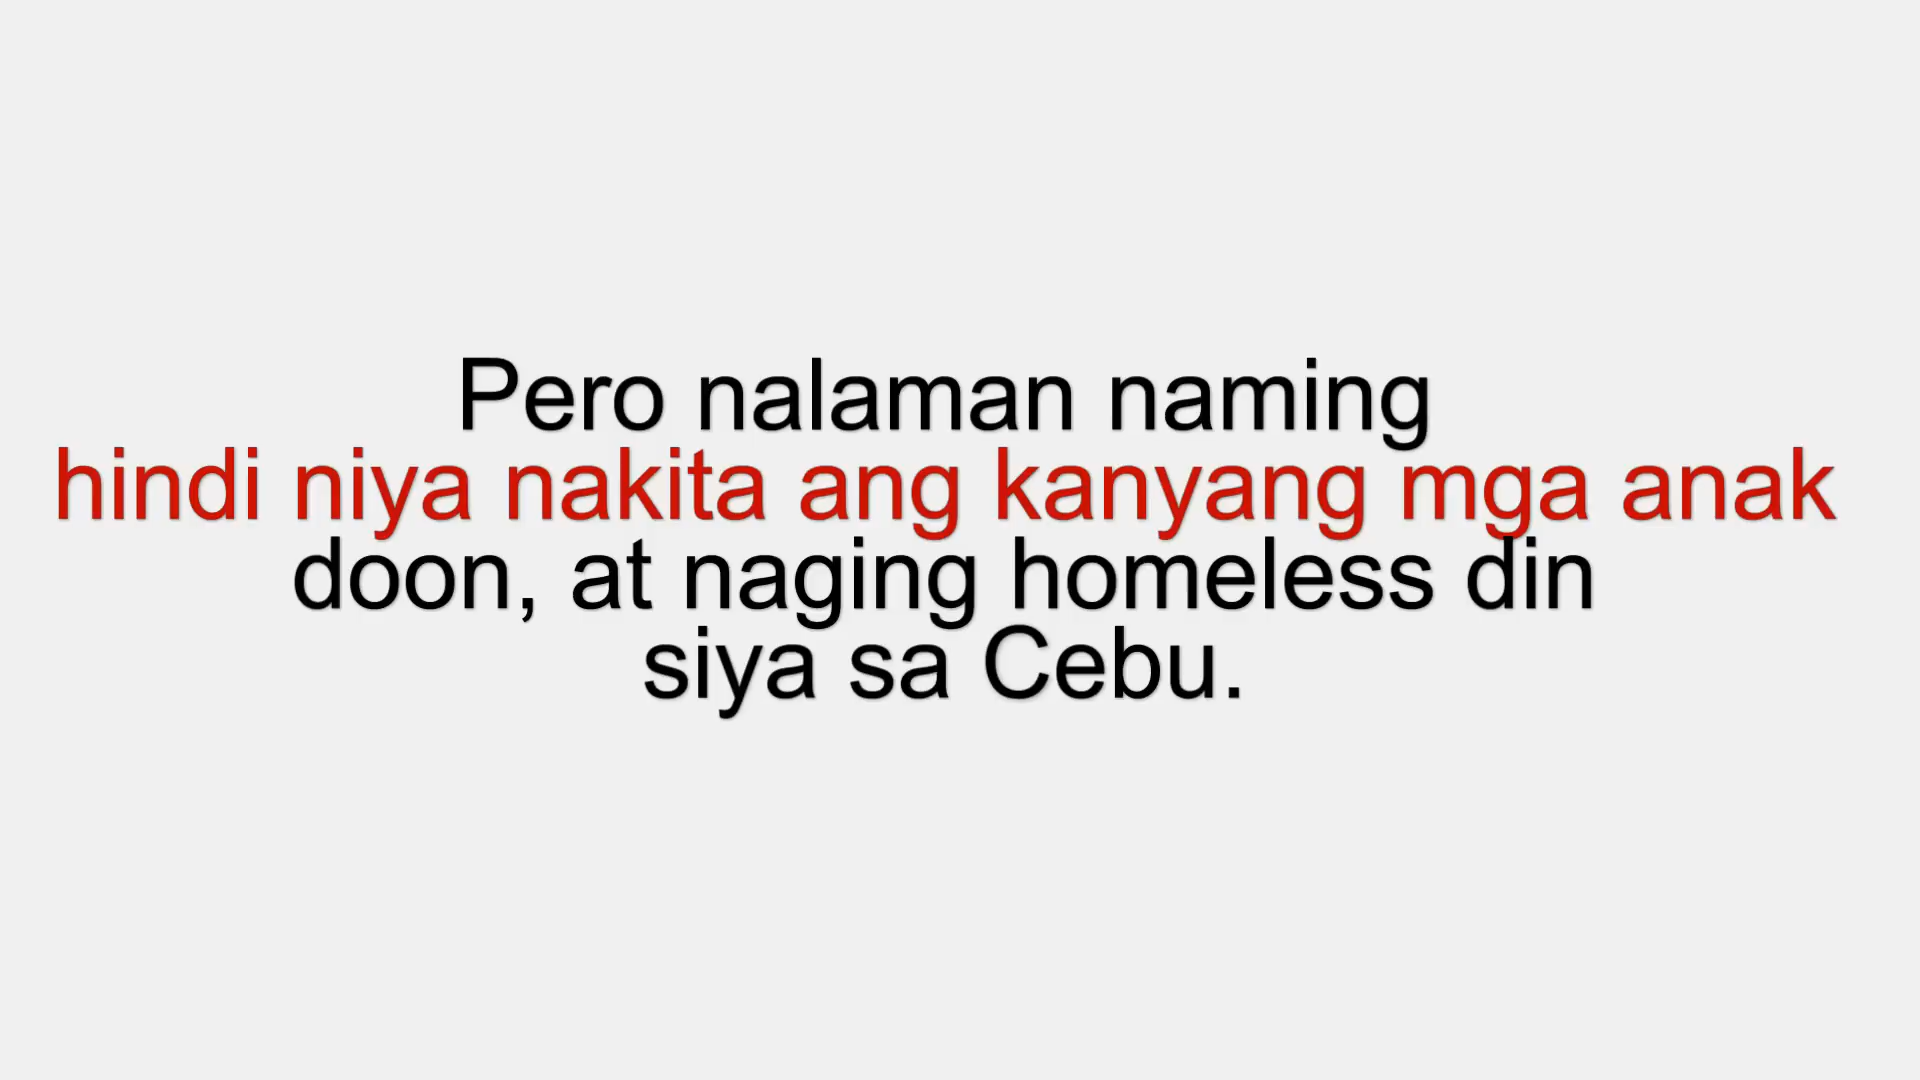 Pero nalaman naming
hindi niya nakita ang kanyang mga anak
doon, at naging homeless din
siya sa Cebu.